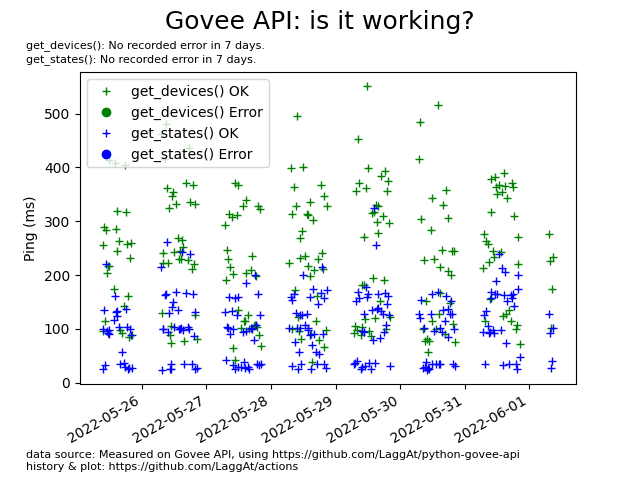 Govee API: is it working?
get_devices(): No recorded error in 7 days.
get_states(): No recorded error in 7 days.
get_devices() OK
get_devices() Error
get_states() OK
get_states() Error
Ping (ms)
500
400
300
200
100
0
2022-05-26
2022-05-27
2022-05-28
2022-05-29
2022-05-30
2022-05-31
2022-06-01
data source: Measured on Govee API, using https://github.com/LaggAt/python-govee-api
history & plot: https://github.com/LaggAt/actions